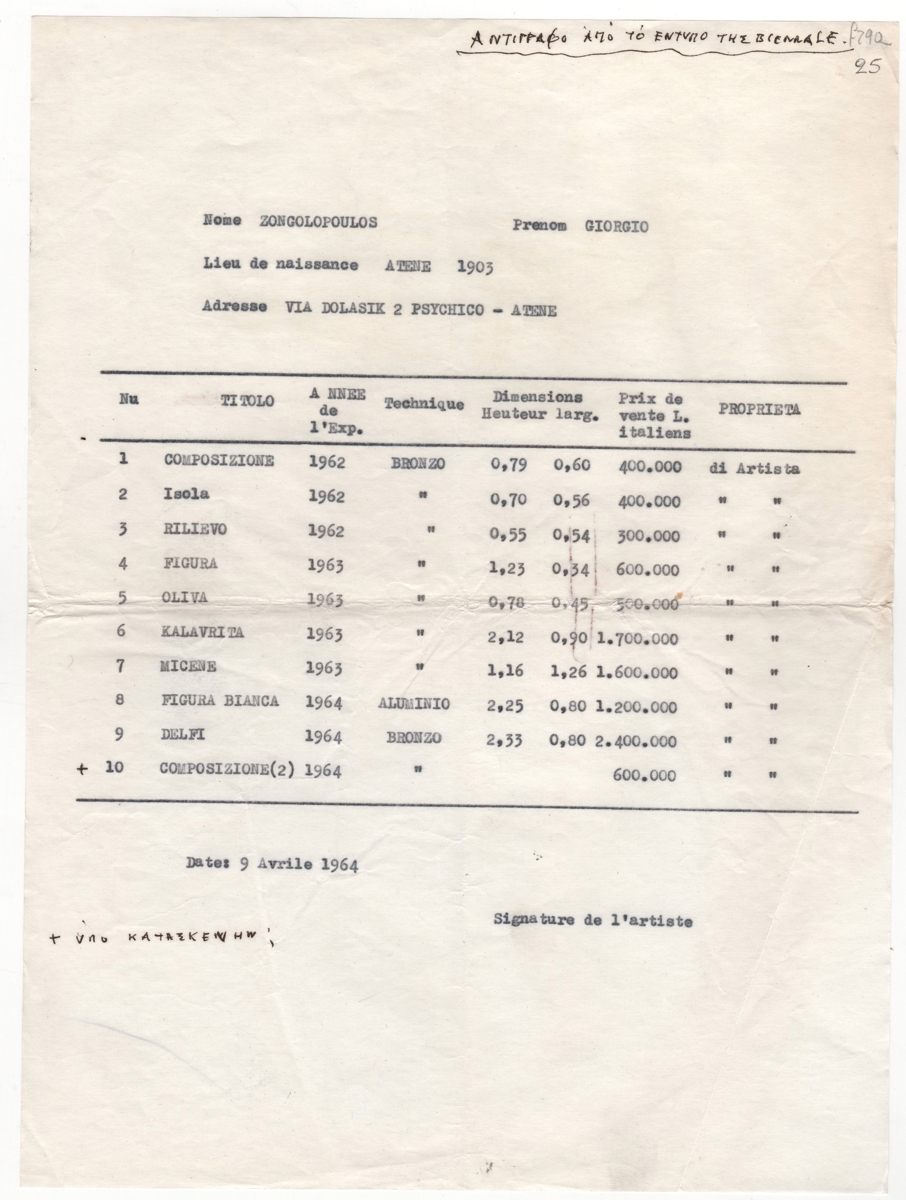 ΑΝΤΙΓΡΑΦΟ ἀπό τό ΕΝΤΥΠΟ ΤΗΣ BIENNALE.
25
Nome ZONGOLOPOULOS Prenom GIORGIO
Lieu de naissance ATENE 1903
Adresse VIA DOLASIK 2 PSYCHICO - ATENE
Nu TITOLO A NNEE de l'Exp. Technique Dimensions Heuteur larg. Prix de vente L. italiens PROPRIETA
1 COMPOSIZIONE 1962 BRONZO 0,79 0,60 400.000 di Artista
2 Isola 1962 " 0,70 0,56 400.000 " "
3 RILIEVO 1962 " 0,55 0,54 300.000 " "
4 FIGURA 1963 " 1,23 0,34 600.000 " "
5 OLIVA 1963 " 0,78 0,45 500.000 " "
6 KALAVRITA 1963 " 2,12 0,90 1.700.000 " "
7 MICENE 1963 " 1,16 1,26 1.600.000 " "
8 FIGURA BIANCA 1964 ALUMINIO 2,25 0,80 1.200.000 " "
9 DELFI 1964 BRONZO 2,33 0,80 2.400.000 " "
+ 10 COMPOSIZIONE(2) 1964 " 600.000 " "
Date: 9 Avrile 1964
Signature de l'artiste
+ ὑπο